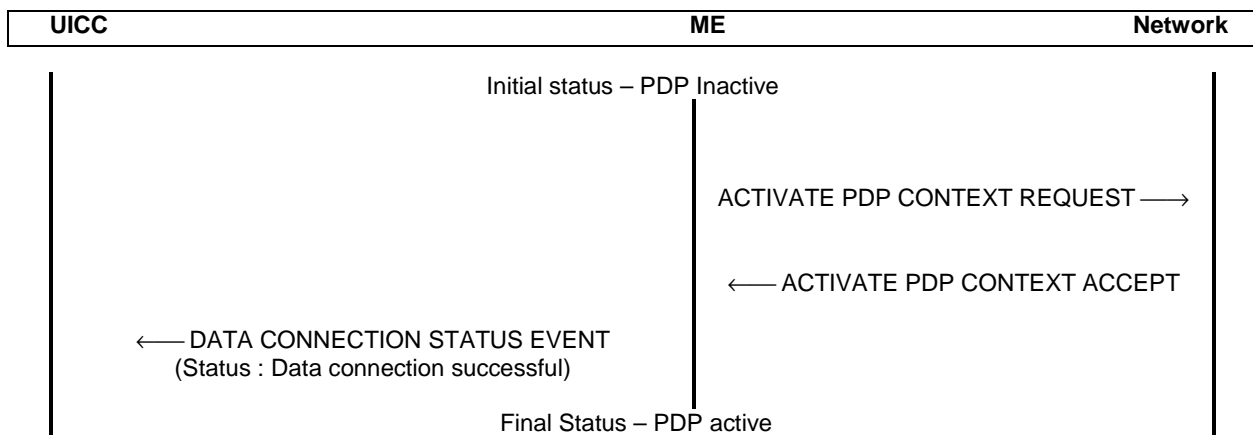 UICC ME Network
Initial status – PDP Inactive
ACTIVATE PDP CONTEXT REQUEST ⟶
⟵ ACTIVATE PDP CONTEXT ACCEPT
⟵ DATA CONNECTION STATUS EVENT
(Status : Data connection successful)
Final Status – PDP active